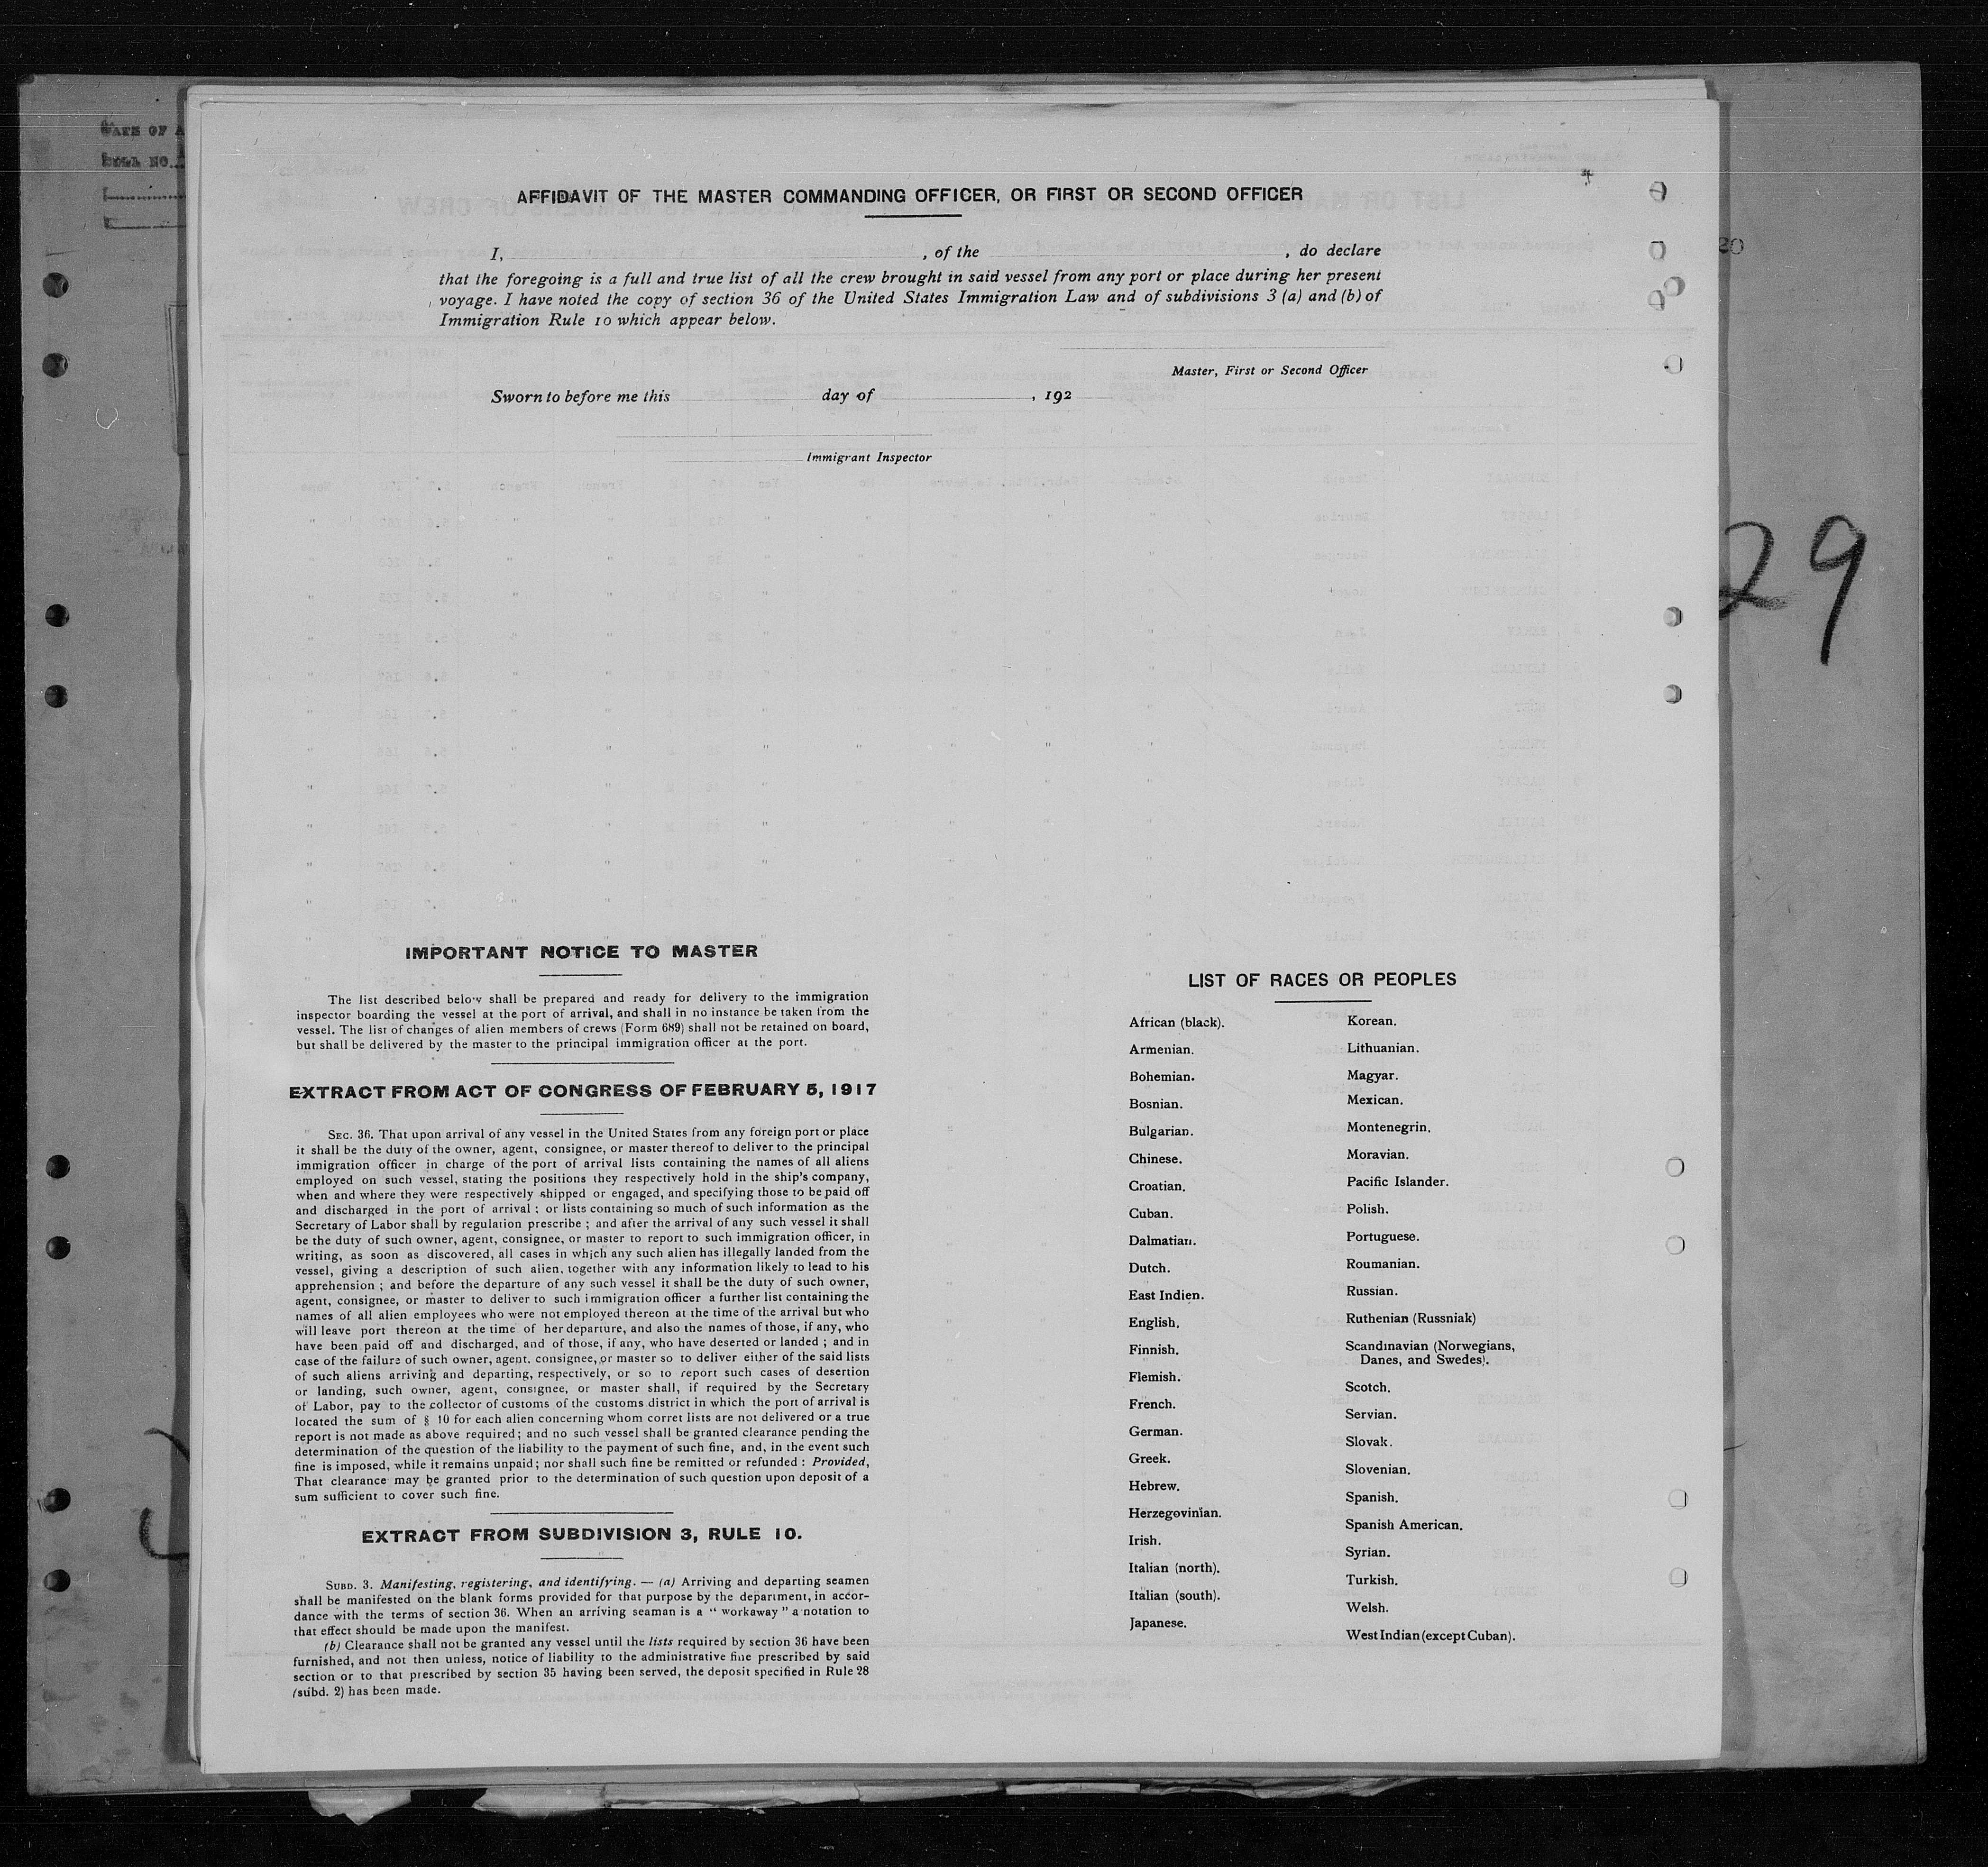 AFFIDAVIT OF THE MASTER COMMANDING OFFICER, OR FIRST OR SECOND OFFICER
I, , of the , do declare
that the foregoing is a full and true list of all the crew brought in said vessel from any port or place during her present
voyage. I have noted the copy of section 36 of the United States Immigration Law and of subdivisions 3 (a) and (b) of
Immigration Rule 10 which appear below.
Master, First or Second Officer
Sworn to before me this day of , 192
Immigrant Inspector
29
IMPORTANT NOTICE TO MASTER
The list described below shall be prepared and ready for delivery to the immigration
inspector boarding the vessel at the port of arrival, and shall in no instance be taken from the
vessel. The list of changes of alien members of crews (Form 689) shall not be retained on board,
but shall be delivered by the master to the principal immigration officer at the port.
EXTRACT FROM ACT OF CONGRESS OF FEBRUARY 5, 1917
SEC. 36. That upon arrival of any vessel in the United States from any foreign port or place
it shall be the duty of the owner, agent, consignee, or master thereof to deliver to the principal
immigration officer in charge of the port of arrival lists containing the names of all aliens
employed on such vessel, stating the positions they respectively hold in the ship's company,
when and where they were respectively shipped or engaged, and specifying those to be paid off
and discharged in the port of arrival : or lists containing so much of such information as the
Secretary of Labor shall by regulation prescribe ; and after the arrival of any such vessel it shall
be the duty of such owner, agent, consignee, or master to report to such immigration officer, in
writing, as soon as discovered, all cases in which any such alien has illegally landed from the
vessel, giving a description of such alien, together with any information likely to lead to his
apprehension ; and before the departure of any such vessel it shall be the duty of such owner,
agent, consignee, or master to deliver to such immigration officer a further list containing the
names of all alien employees who were not employed thereon at the time of the arrival but who
will leave port thereon at the time of her departure, and also the names of those, if any, who
have been paid off and discharged, and of those, if any, who have deserted or landed ; and in
case of the failure of such owner, agent, consignee, or master so to deliver either of the said lists
of such aliens arriving and departing, respectively, or so to report such cases of desertion
or landing, such owner, agent, consignee, or master shall, if required by the Secretary
of Labor, pay to the collector of customs of the customs district in which the port of arrival is
located the sum of § 10 for each alien concerning whom corret lists are not delivered or a true
report is not made as above required ; and no such vessel shall be granted clearance pending the
determination of the question of the liability to the payment of such fine, and, in the event such
fine is imposed, while it remains unpaid ; nor shall such fine be remitted or refunded : Provided,
That clearance may be granted prior to the determination of such question upon deposit of a
sum sufficient to cover such fine.
EXTRACT FROM SUBDIVISION 3, RULE 10.
SUBD. 3. Manifesting, registering, and identifying. — (a) Arriving and departing seamen
shall be manifested on the blank forms provided for that purpose by the department, in accor-
dance with the terms of section 36. When an arriving seaman is a " workaway " a notation to
that effect should be made upon the manifest.
(b) Clearance shall not be granted any vessel until the lists required by section 36 have been
furnished, and not then unless, notice of liability to the administrative fine prescribed by said
section or to that prescribed by section 35 having been served, the deposit specified in Rule 28
(subd. 2) has been made.
LIST OF RACES OR PEOPLES
African (black).
Armenian.
Bohemian.
Bosnian.
Bulgarian.
Chinese.
Croatian.
Cuban.
Dalmatian.
Dutch.
East Indien.
English.
Finnish.
Flemish.
French.
German.
Greek.
Hebrew.
Herzegovinian.
Irish.
Italian (north).
Italian (south).
Japanese.
Korean.
Lithuanian.
Magyar.
Mexican.
Montenegrin.
Moravian.
Pacific Islander.
Polish.
Portuguese.
Roumanian.
Russian.
Ruthenian (Russniak)
Scandinavian (Norwegians,
Danes, and Swedes).
Scotch.
Servian.
Slovak.
Slovenian.
Spanish.
Spanish American.
Syrian.
Turkish.
Welsh.
West Indian (except Cuban).